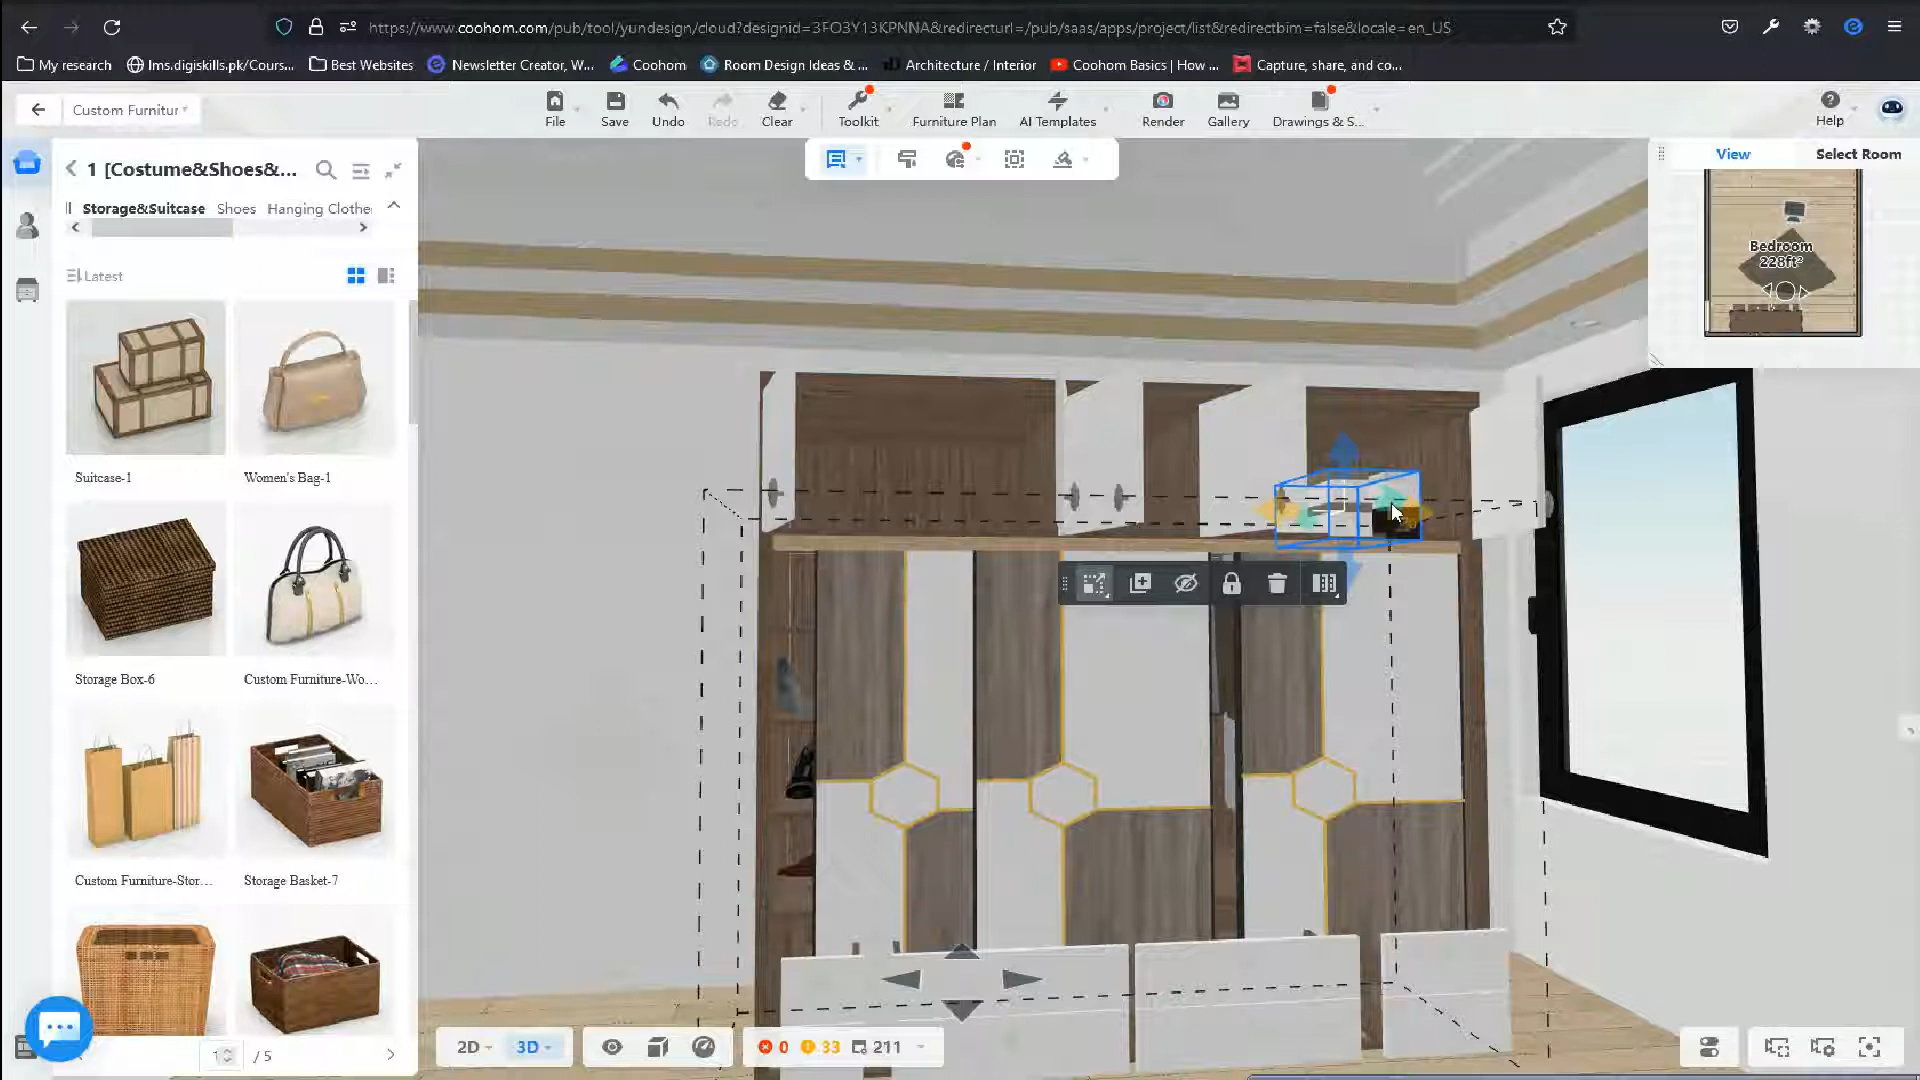 https://www.coohom.com/pub/tool/yundesign/cloud?designid=3FO3Y13KPNNA&redirecturl=/pub/saas/apps/project/list&redirectbim=false&locale=en_US
My research
lms.digiskills.pk/Cours...
Best Websites
Newsletter Creator, W...
Coohom
Room Design Ideas & ...
Architecture / Interior
Coohom Basics | How ...
Capture, share, and co...
Custom Furnitur*
File
Save
Undo
Redo
Clear
Toolkit
Furniture Plan
AI Templates
Render
Gallery
Drawings & S...
Help
1 [Costume&Shoes&...
Storage&Suitcase
Shoes
Hanging Clothe
Latest
View
Select Room
Bedroom
228ft²
Suitcase-1
Women's Bag-1
Storage Box-6
Custom Furniture-Wo...
Custom Furniture-Stor...
Storage Basket-7
1 / 5
2D
3D
0
33
211